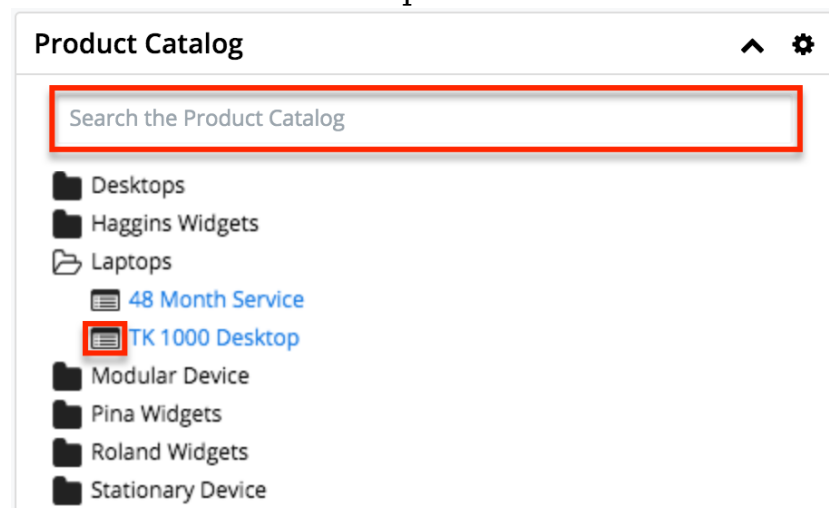 Product Catalog
Search the Product Catalog
Desktops
Haggins Widgets
Laptops
48 Month Service
TK 1000 Desktop
Modular Device
Pina Widgets
Roland Widgets
Stationary Device